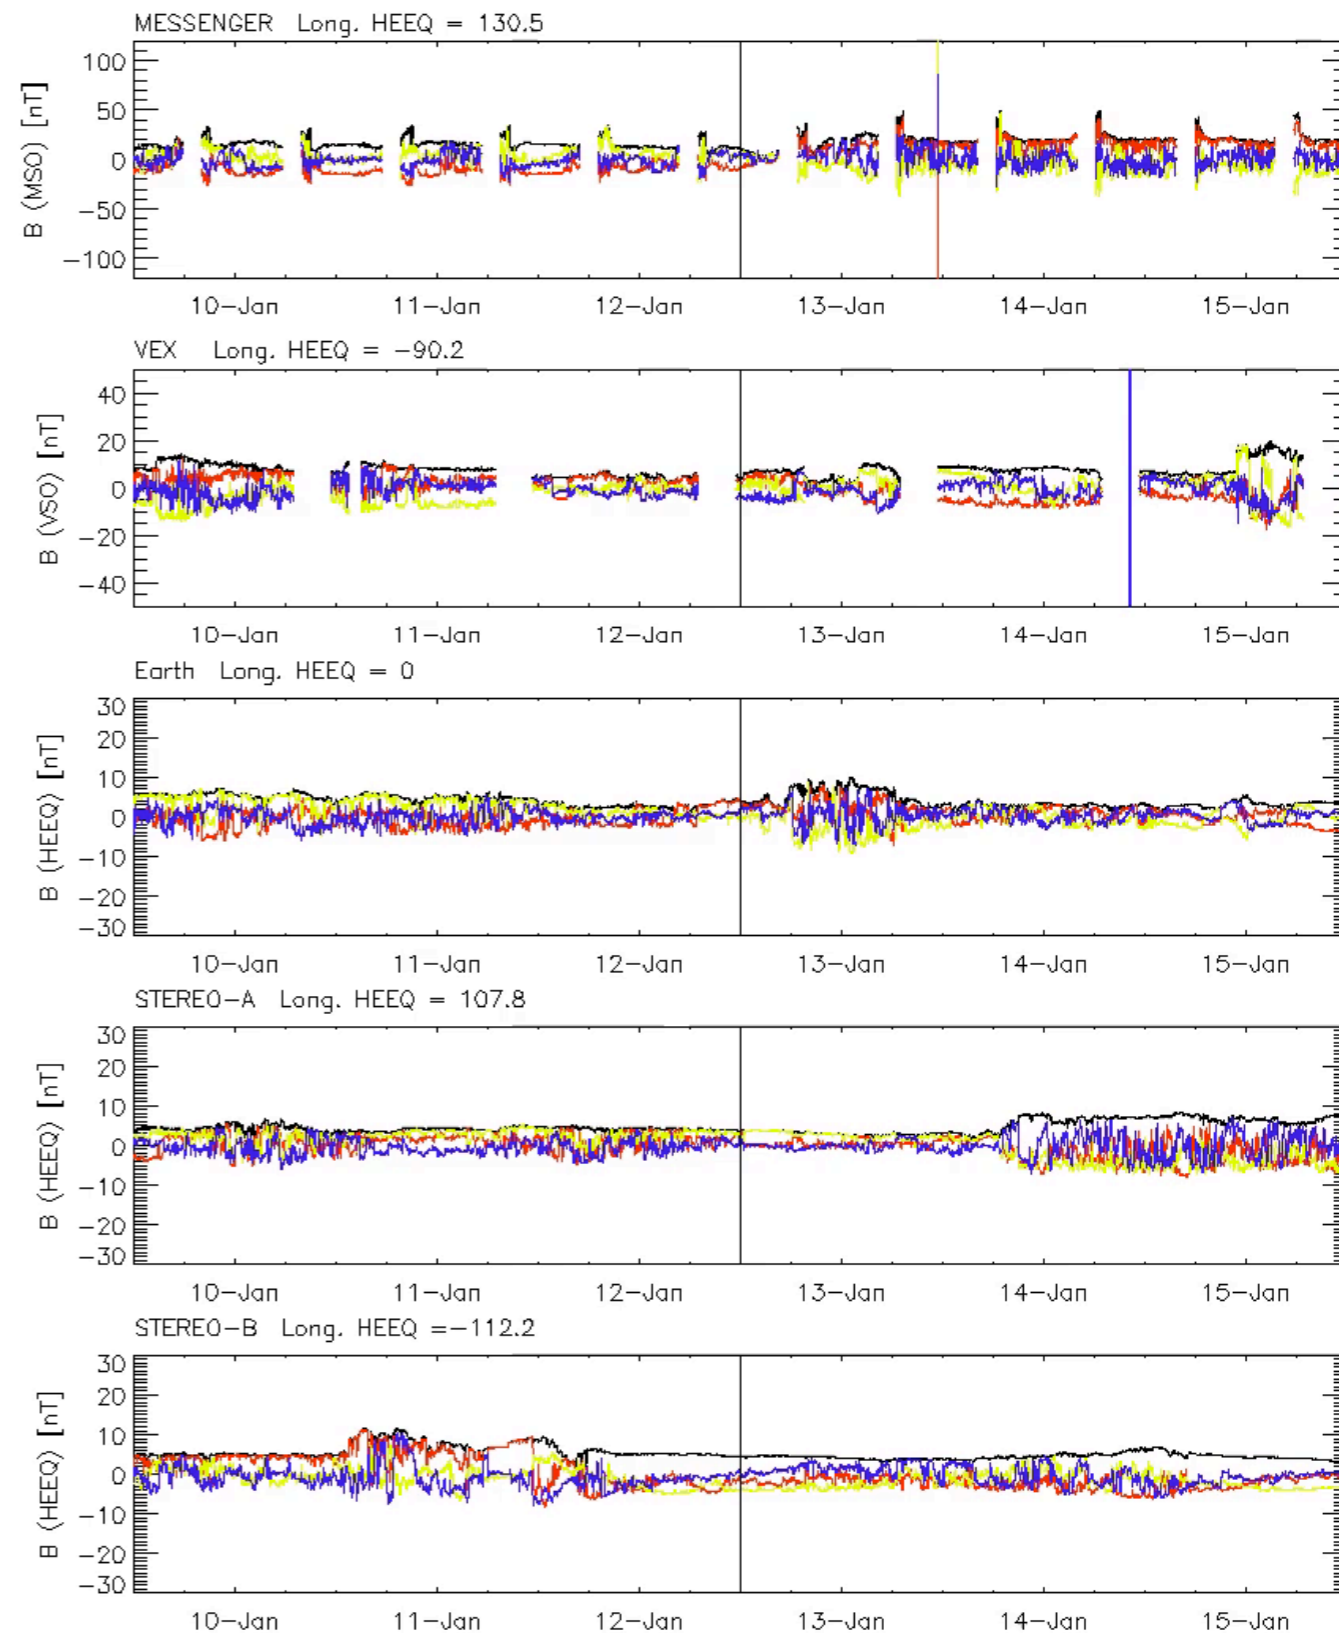 MESSENGER Long. HEEQ = 130.5
100
50
0
−50
−100
B (MSO) [nT]
10−Jan 11−Jan 12−Jan 13−Jan 14−Jan 15−Jan
VEX Long. HEEQ = −90.2
40
20
0
−20
−40
B (VSO) [nT]
10−Jan 11−Jan 12−Jan 13−Jan 14−Jan 15−Jan
Earth Long. HEEQ = 0
30
20
10
0
−10
−20
−30
B (HEEQ) [nT]
10−Jan 11−Jan 12−Jan 13−Jan 14−Jan 15−Jan
STEREO−A Long. HEEQ = 107.8
30
20
10
0
−10
−20
−30
B (HEEQ) [nT]
10−Jan 11−Jan 12−Jan 13−Jan 14−Jan 15−Jan
STEREO−B Long. HEEQ =−112.2
30
20
10
0
−10
−20
−30
B (HEEQ) [nT]
10−Jan 11−Jan 12−Jan 13−Jan 14−Jan 15−Jan